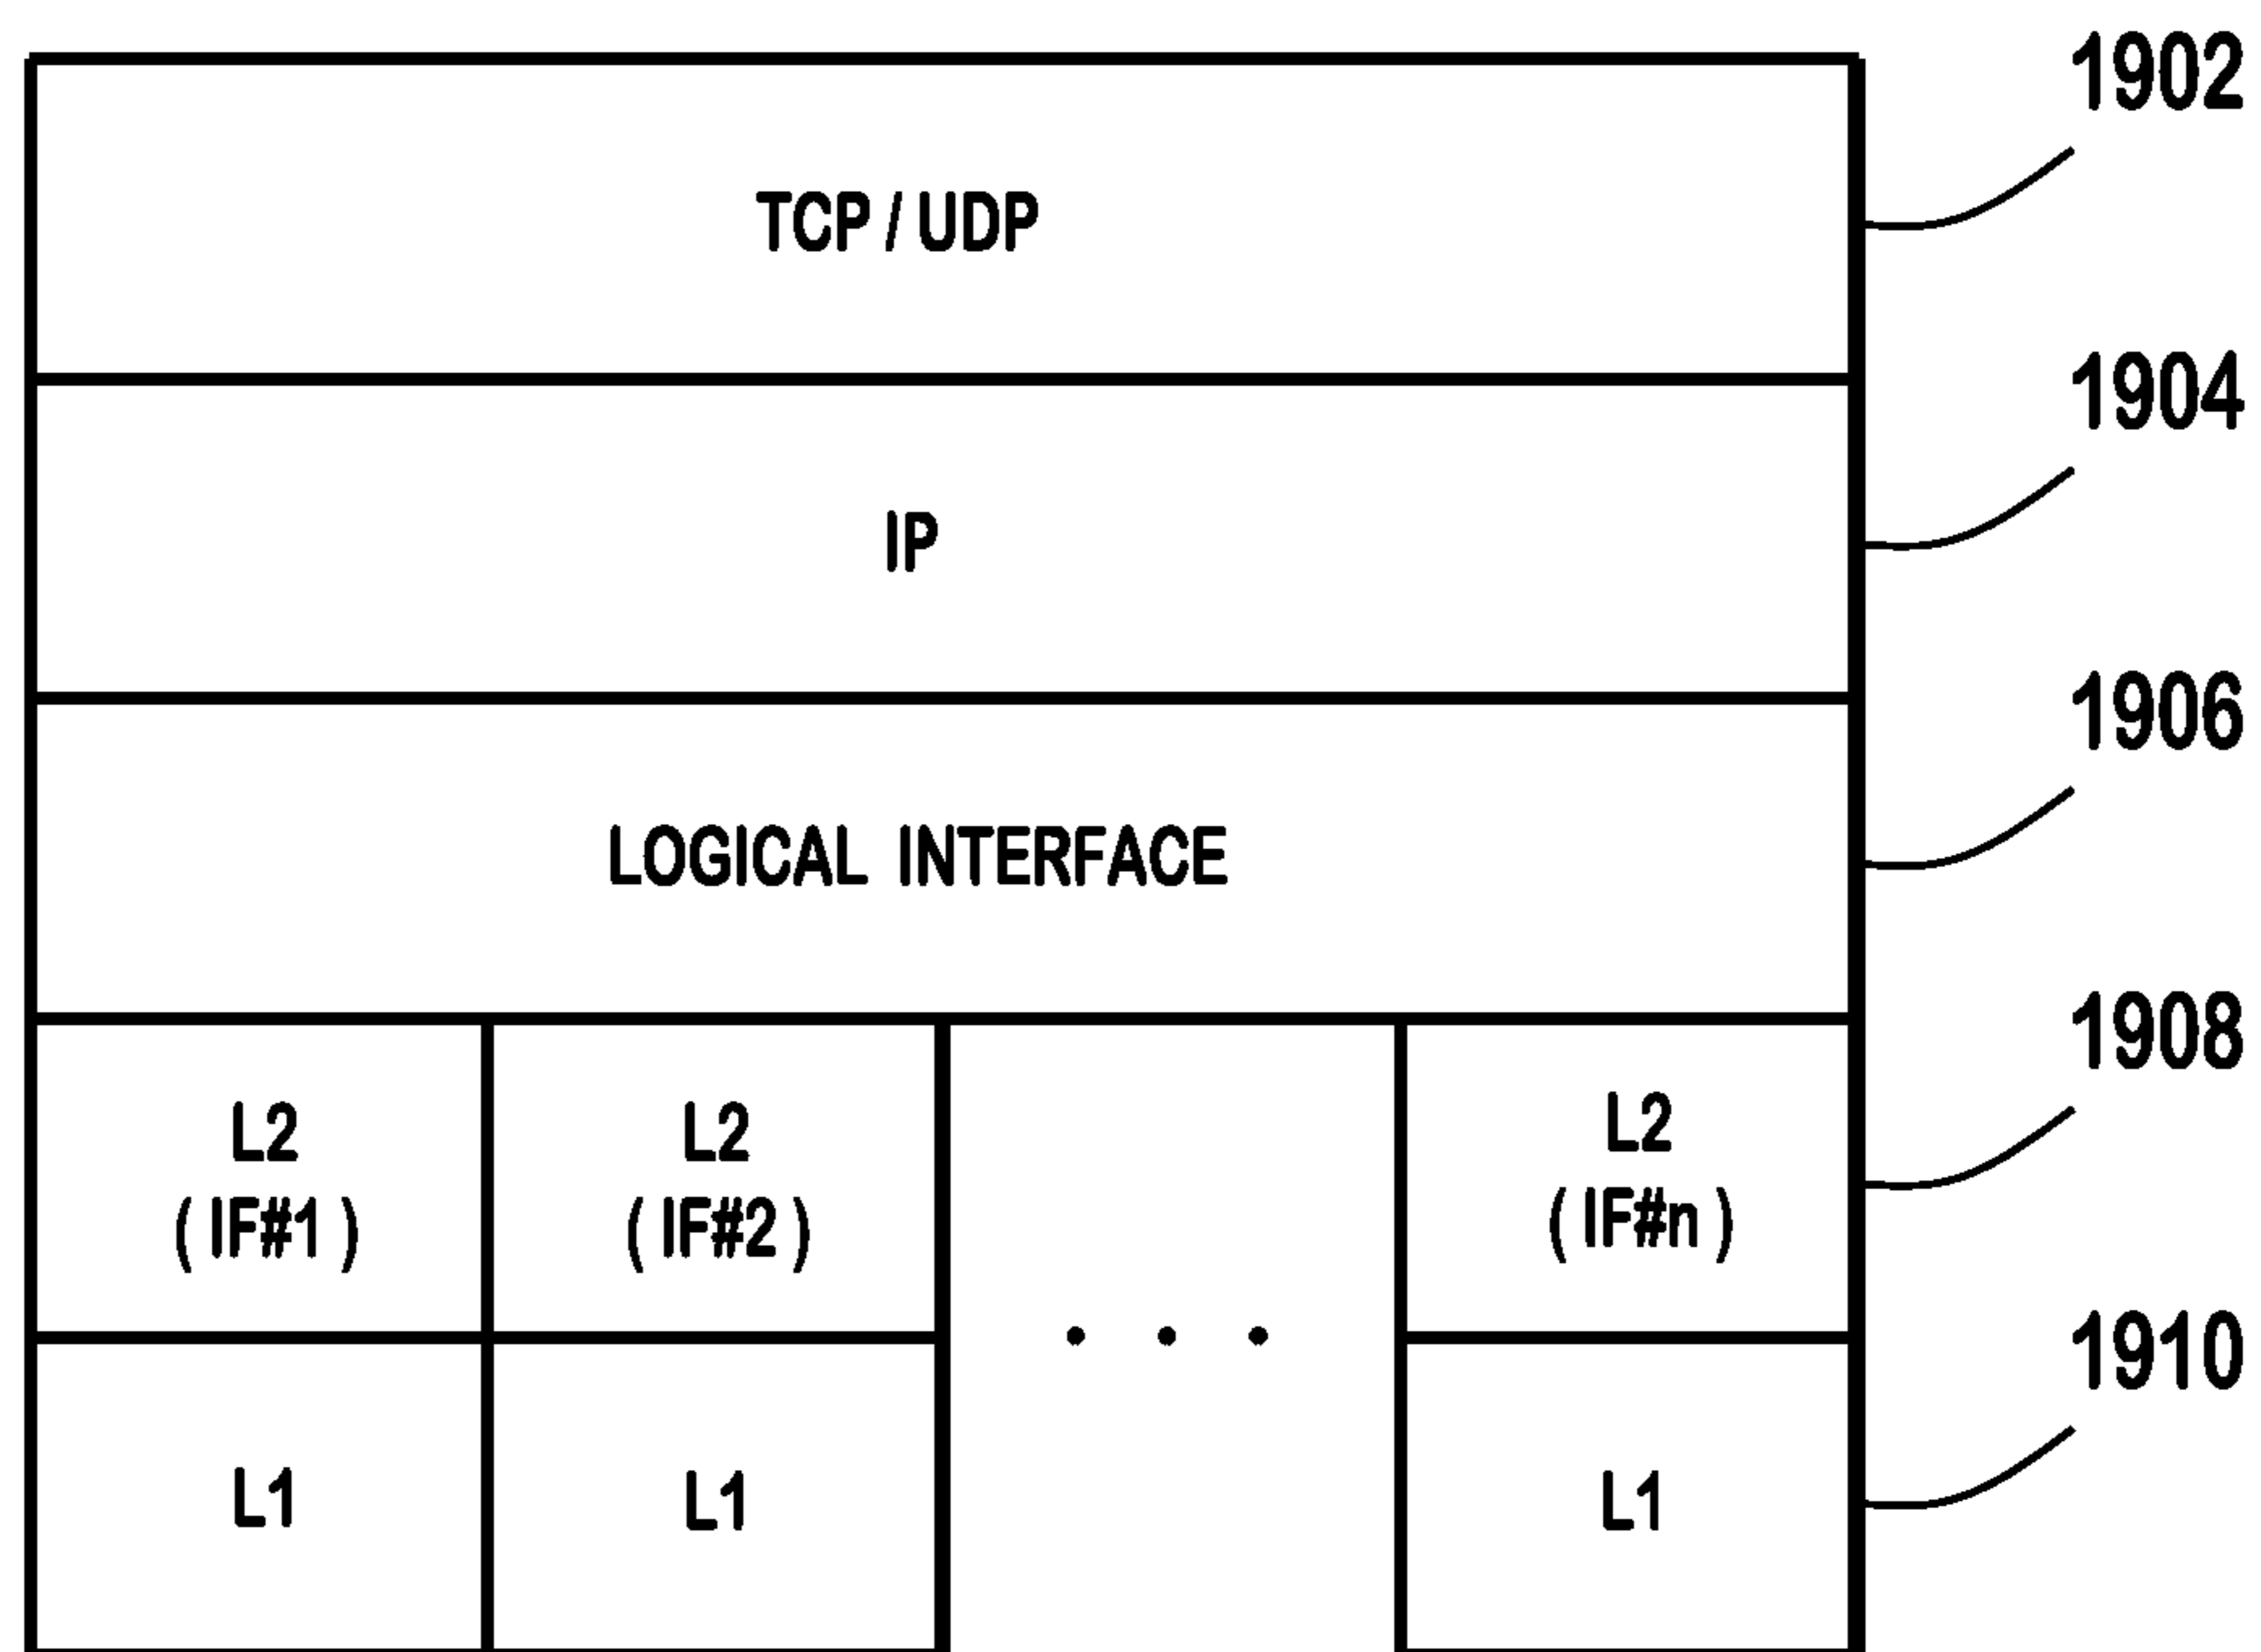 1902
TCP / UDP
1904
IP
1906
LOGICAL INTERFACE
1908
L2 L2 L2
( IF#1 ) ( IF#2 ) ( IF#n )
. . .
1910
L1 L1 L1